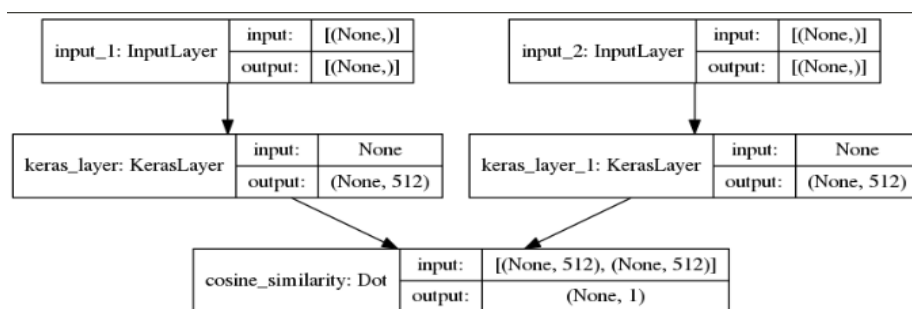 input_1: InputLayer
input: [(None,)]
output: [(None,)]
input_2: InputLayer
input: [(None,)]
output: [(None,)]
keras_layer: KerasLayer
input: None
output: (None, 512)
keras_layer_1: KerasLayer
input: None
output: (None, 512)
cosine_similarity: Dot
input: [(None, 512), (None, 512)]
output: (None, 1)